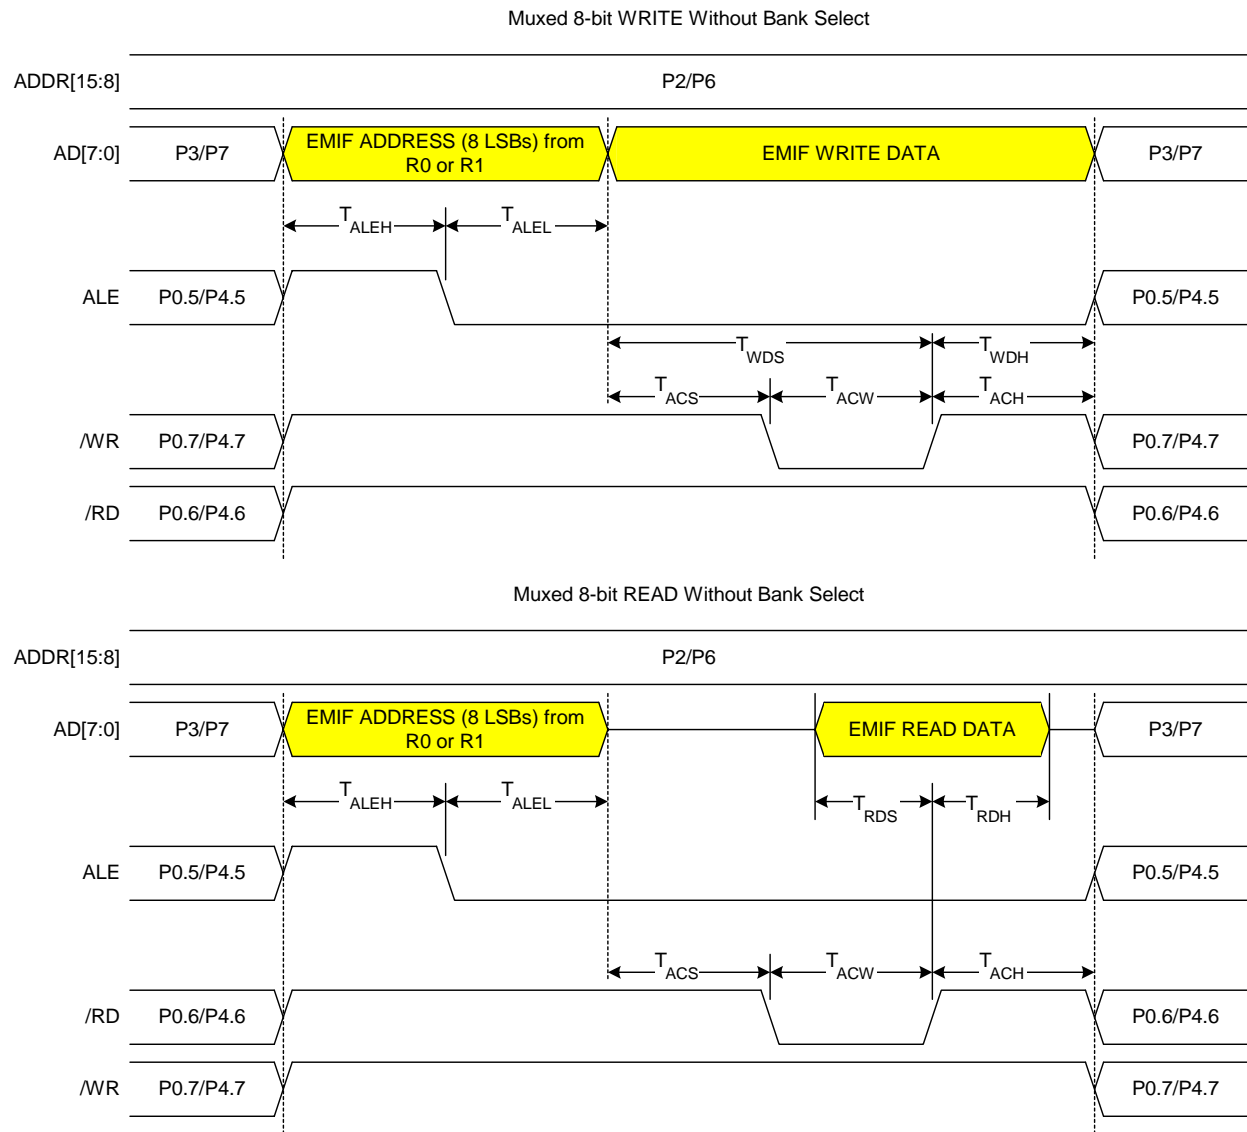 Muxed 8-bit WRITE Without Bank Select
ADDR[15:8] P2/P6
AD[7:0] P3/P7 EMIF ADDRESS (8 LSBs) from
R0 or R1 EMIF WRITE DATA P3/P7
TALEH TALEL
ALE P0.5/P4.5 P0.5/P4.5
TWDS TWDH
TACS TACW TACH
/WR P0.7/P4.7 P0.7/P4.7
/RD P0.6/P4.6 P0.6/P4.6
Muxed 8-bit READ Without Bank Select
ADDR[15:8] P2/P6
AD[7:0] P3/P7 EMIF ADDRESS (8 LSBs) from
R0 or R1 EMIF READ DATA P3/P7
TALEH TALEL TRDS TRDH
ALE P0.5/P4.5 P0.5/P4.5
TACS TACW TACH
/RD P0.6/P4.6 P0.6/P4.6
/WR P0.7/P4.7 P0.7/P4.7